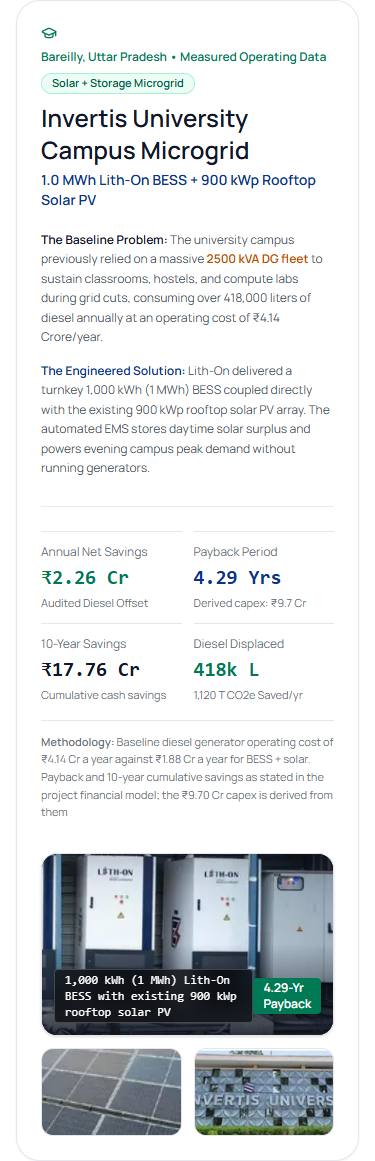 Bareilly, Uttar Pradesh • Measured Operating Data
Solar + Storage Microgrid
Invertis University
Campus Microgrid
1.0 MWh Lith-On BESS + 900 kWp Rooftop
Solar PV
The Baseline Problem: The university campus
previously relied on a massive 2500 kVA DG fleet to
sustain classrooms, hostels, and compute labs
during grid cuts, consuming over 418,000 liters of
diesel annually at an operating cost of ₹4.14
Crore/year.
The Engineered Solution: Lith-On delivered a
turnkey 1,000 kWh (1 MWh) BESS coupled directly
with the existing 900 kWp rooftop solar PV array. The
automated EMS stores daytime solar surplus and
powers evening campus peak demand without
running generators.
Annual Net Savings
₹2.26 Cr
Audited Diesel Offset
Payback Period
4.29 Yrs
Derived capex: ₹9.7 Cr
10-Year Savings
₹17.76 Cr
Cumulative cash savings
Diesel Displaced
418k L
1,120 T CO2e Saved/yr
Methodology: Baseline diesel generator operating cost of
₹4.14 Cr a year against ₹1.88 Cr a year for BESS + solar.
Payback and 10-year cumulative savings as stated in the
project financial model; the ₹9.70 Cr capex is derived from
them
LITH-ON
LITH-ON
1,000 kWh (1 MWh) Lith-On
BESS with existing 900 kWp
rooftop solar PV
4.29-Yr
Payback
NVERTIS UNIVERS